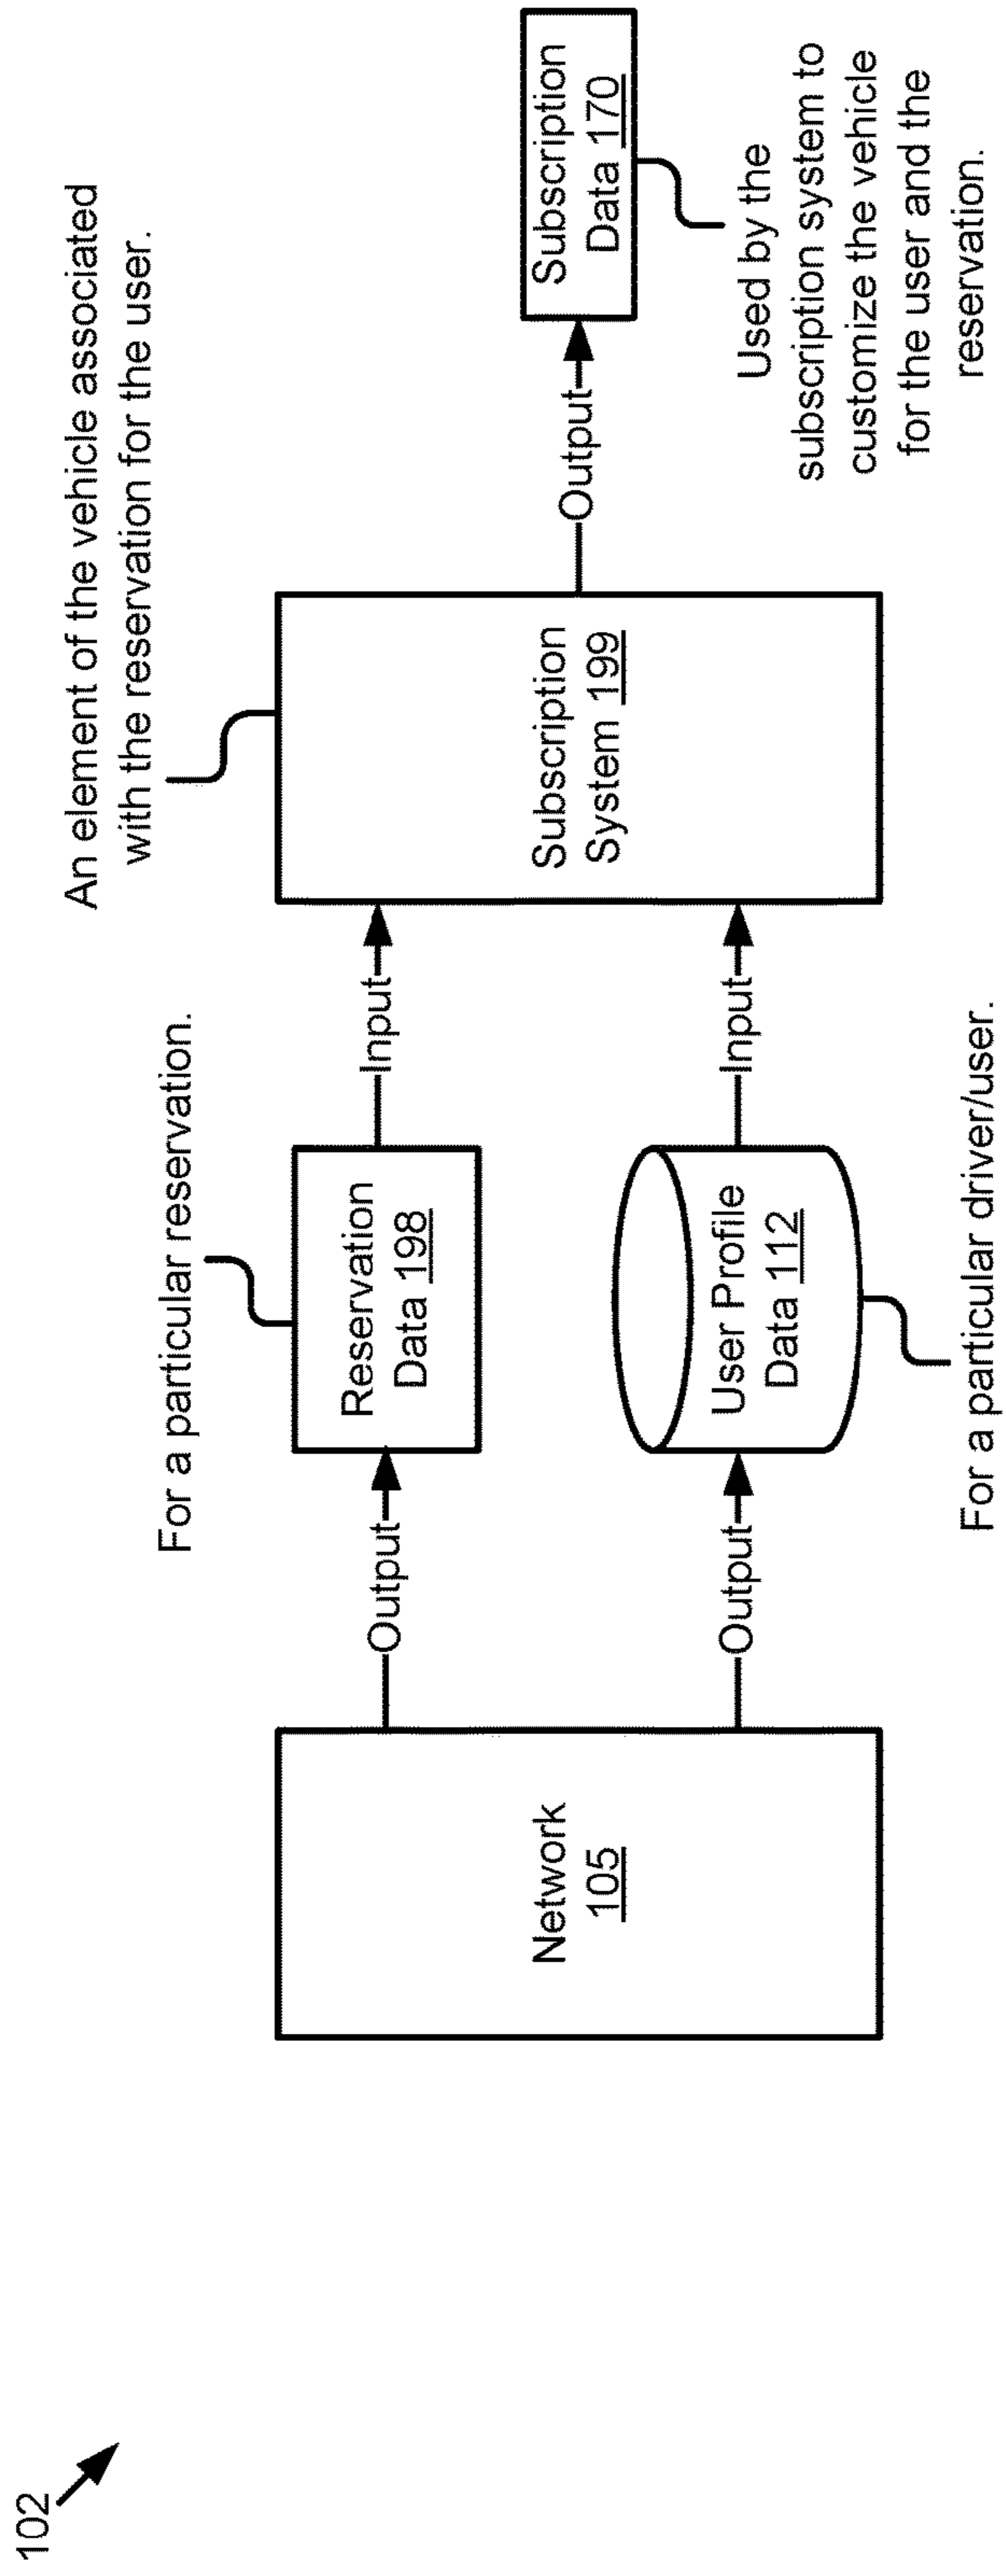 102
Network
105
Output
Output
For a particular reservation.
Reservation
Data 198
User Profile
Data 112
For a particular driver/user.
Input
Input
An element of the vehicle associated
with the reservation for the user.
Subscription
System 199
Output
Subscription
Data 170
Used by the
subscription system to
customize the vehicle
for the user and the
reservation.